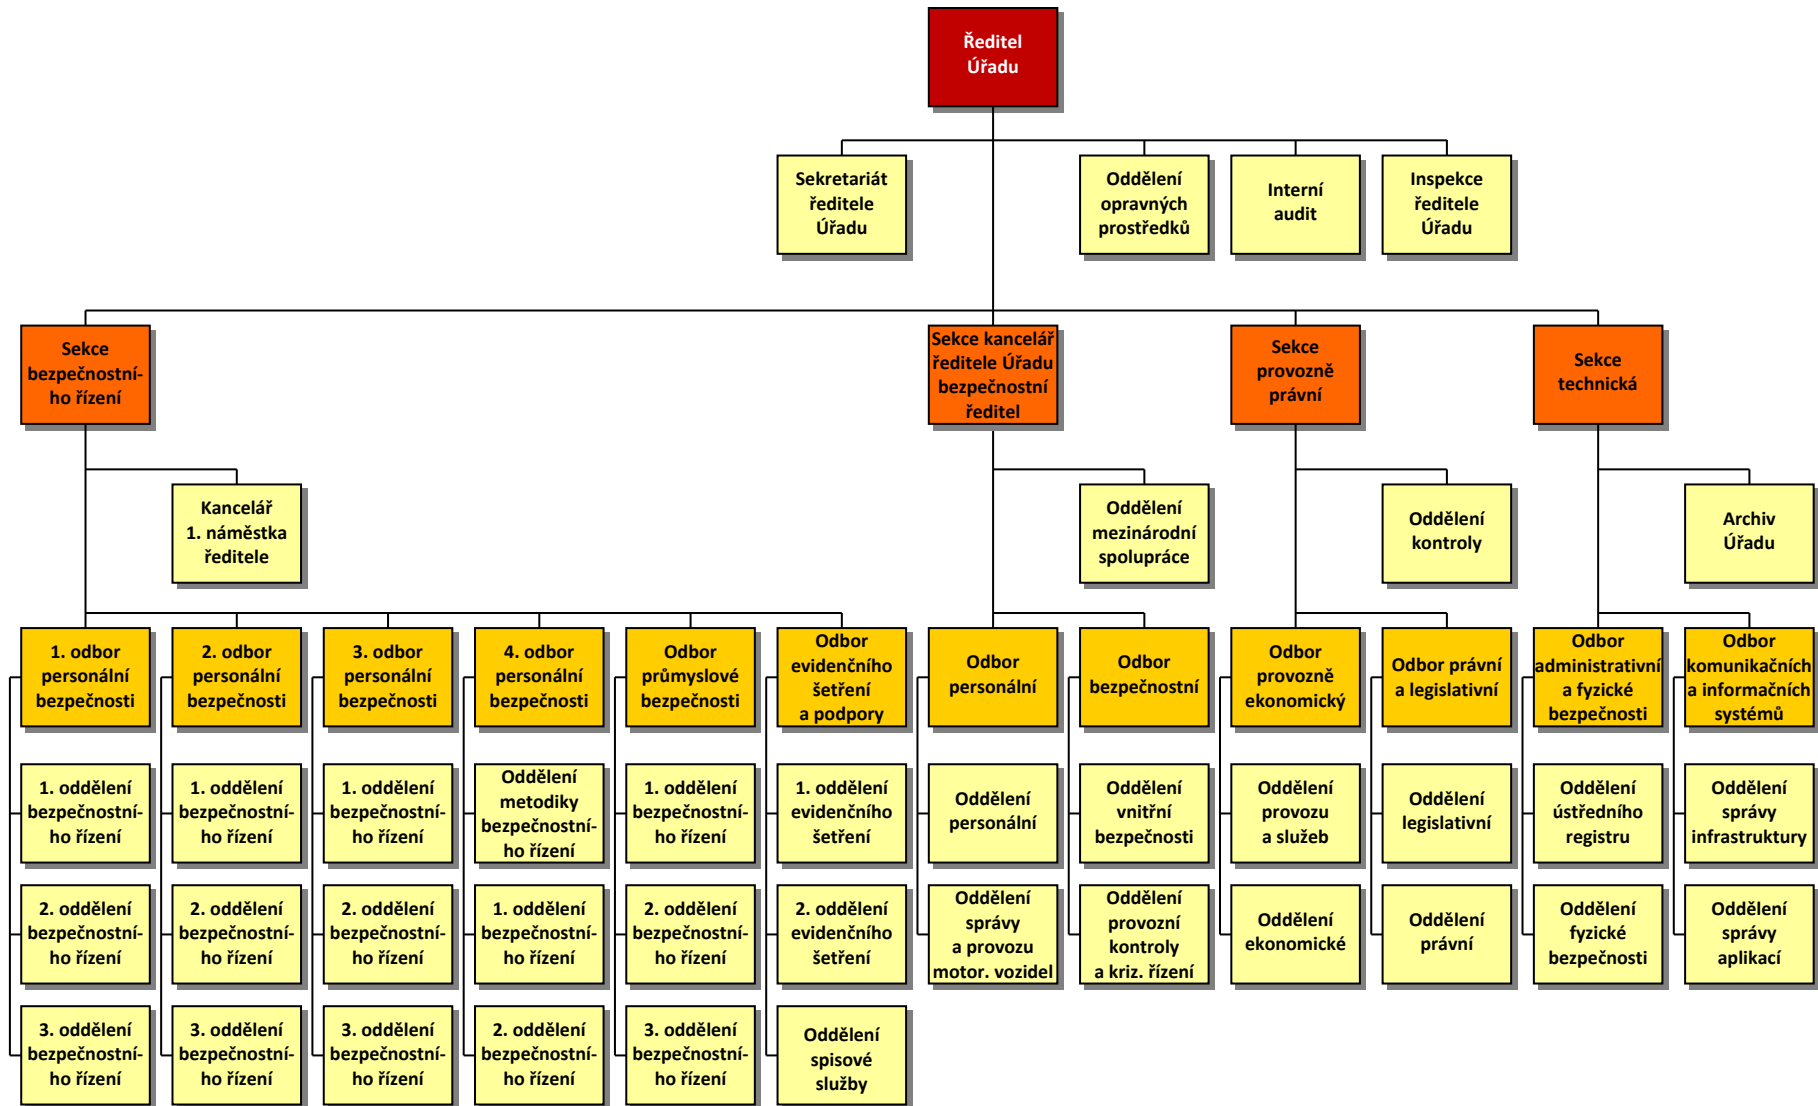 Ředitel
Úřadu
Sekretariát
ředitele
Úřadu
Oddělení
opravných
prostředků
Interní
audit
Inspekce
ředitele
Úřadu
Sekce
bezpečnostní-
ho řízení
Sekce kancelář
ředitele Úřadu
bezpečnostní
ředitel
Sekce
provozně
právní
Sekce
technická
Kancelář
1. náměstka
ředitele
Oddělení
mezinárodní
spolupráce
Oddělení
kontroly
Archiv
Úřadu
1. odbor
personální
bezpečnosti
2. odbor
personální
bezpečnosti
3. odbor
personální
bezpečnosti
4. odbor
personální
bezpečnosti
Odbor
průmyslové
bezpečnosti
Odbor
evidenčního
šetření
a podpory
Odbor
personální
Odbor
bezpečnostní
Odbor
provozně
ekonomický
Odbor právní
a legislativní
Odbor
administrativní
a fyzické
bezpečnosti
Odbor
komunikačních
a informačních
systémů
1. oddělení
bezpečnostní-
ho řízení
1. oddělení
bezpečnostní-
ho řízení
1. oddělení
bezpečnostní-
ho řízení
Oddělení
metodiky
bezpečnostní-
ho řízení
1. oddělení
bezpečnostní-
ho řízení
1. oddělení
evidenčního
šetření
Oddělení
personální
Oddělení
vnitřní
bezpečnosti
Oddělení
provozu
a služeb
Oddělení
legislativní
Oddělení
ústředního
registru
Oddělení
správy
infrastruktury
2. oddělení
bezpečnostní-
ho řízení
2. oddělení
bezpečnostní-
ho řízení
2. oddělení
bezpečnostní-
ho řízení
1. oddělení
bezpečnostní-
ho řízení
2. oddělení
bezpečnostní-
ho řízení
2. oddělení
evidenčního
šetření
Oddělení
správy
a provozu
motor. vozidel
Oddělení
provozní
kontroly
a kriz. řízení
Oddělení
ekonomické
Oddělení
právní
Oddělení
fyzické
bezpečnosti
Oddělení
správy
aplikací
3. oddělení
bezpečnostní-
ho řízení
3. oddělení
bezpečnostní-
ho řízení
3. oddělení
bezpečnostní-
ho řízení
2. oddělení
bezpečnostní-
ho řízení
3. oddělení
bezpečnostní-
ho řízení
Oddělení
spisové
služby